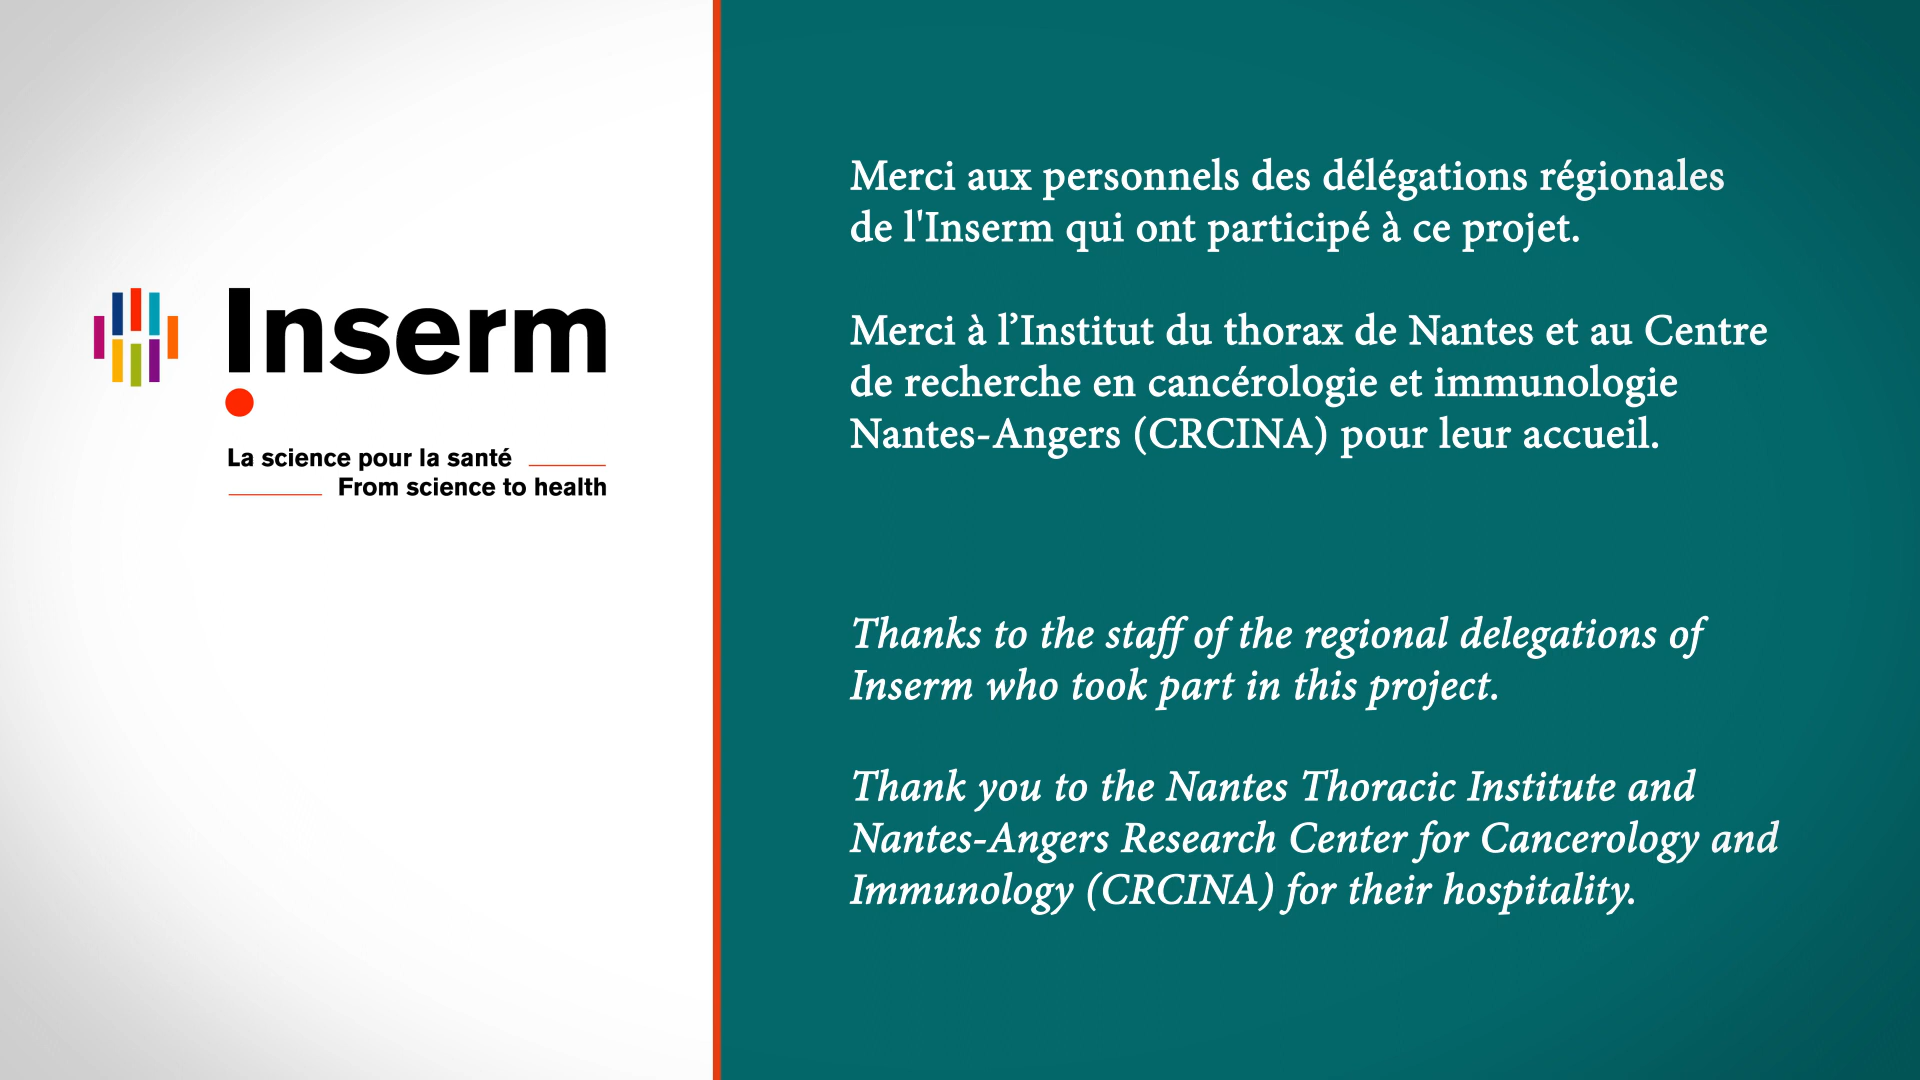 Inserm
La science pour la santé
From science to health
Merci aux personnels des délégations régionales
de l'Inserm qui ont participé à ce projet.
Merci à l’Institut du thorax de Nantes et au Centre
de recherche en cancérologie et immunologie
Nantes-Angers (CRCINA) pour leur accueil.
Thanks to the staff of the regional delegations of
Inserm who took part in this project.
Thank you to the Nantes Thoracic Institute and
Nantes-Angers Research Center for Cancerology and
Immunology (CRCINA) for their hospitality.